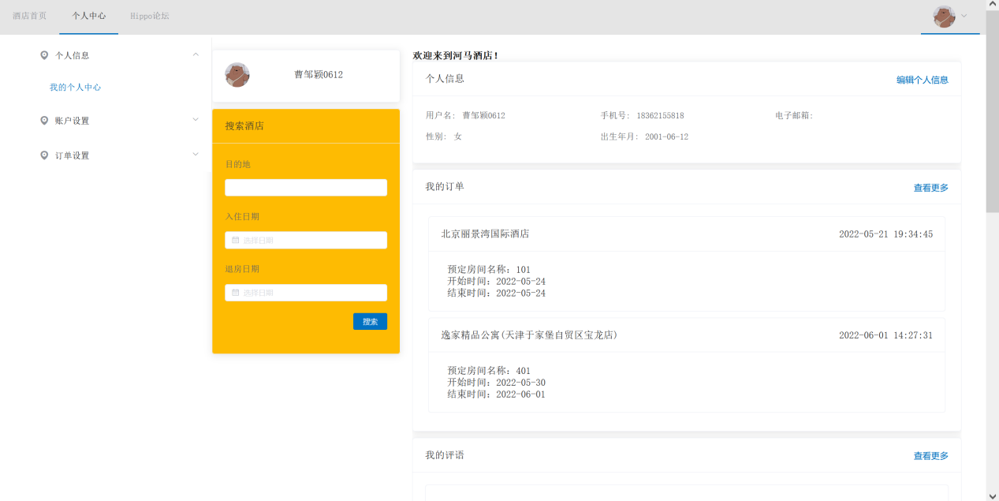 酒店首页 个人中心 Hippo论坛
个人信息
我的个人中心
账户设置
订单设置
曹邹颖0612
搜索酒店
目的地
入住日期
选择日期
退房日期
选择日期
搜索
欢迎来到河马酒店！
个人信息 编辑个人信息
用户名: 曹邹颖0612 手机号: 18362155818 电子邮箱:
性别: 女 出生年月: 2001-06-12
我的订单 查看更多
北京丽景湾国际酒店 2022-05-21 19:34:45
预定房间名称：101
开始时间：2022-05-24
结束时间：2022-05-24
逸家精品公寓(天津于家堡自贸区宝龙店) 2022-06-01 14:27:31
预定房间名称：401
开始时间：2022-05-30
结束时间：2022-06-01
我的评语 查看更多